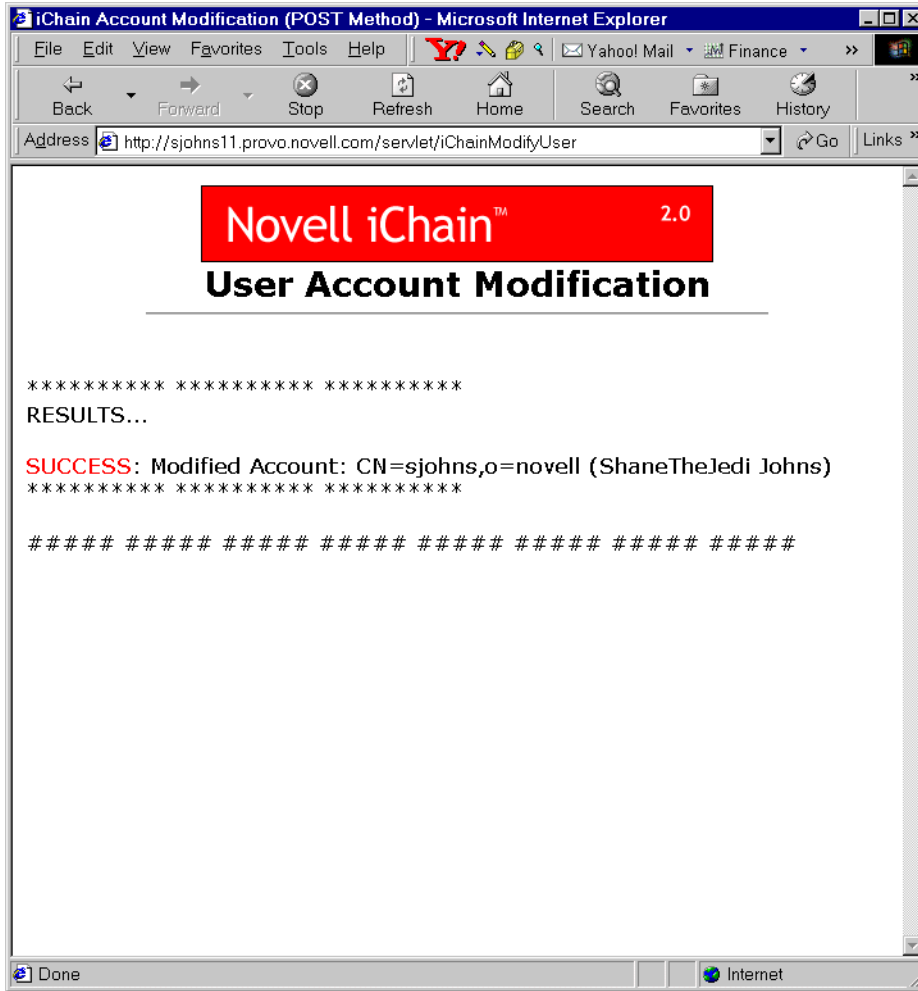 iChain Account Modification (POST Method) - Microsoft Internet Explorer
File Edit View Favorites Tools Help Y? Yahoo! Mail Finance »
Back Forward Stop Refresh Home Search Favorites History »
Address http://sjohns11.provo.novell.com/servlet/iChainModifyUser Go Links »
Novell iChain™ 2.0
User Account Modification
********** ********** **********
RESULTS...
SUCCESS: Modified Account: CN=sjohns,o=novell (ShaneTheJedi Johns)
********** ********** **********
##### ##### ##### ##### ##### ##### ##### #####
Done Internet